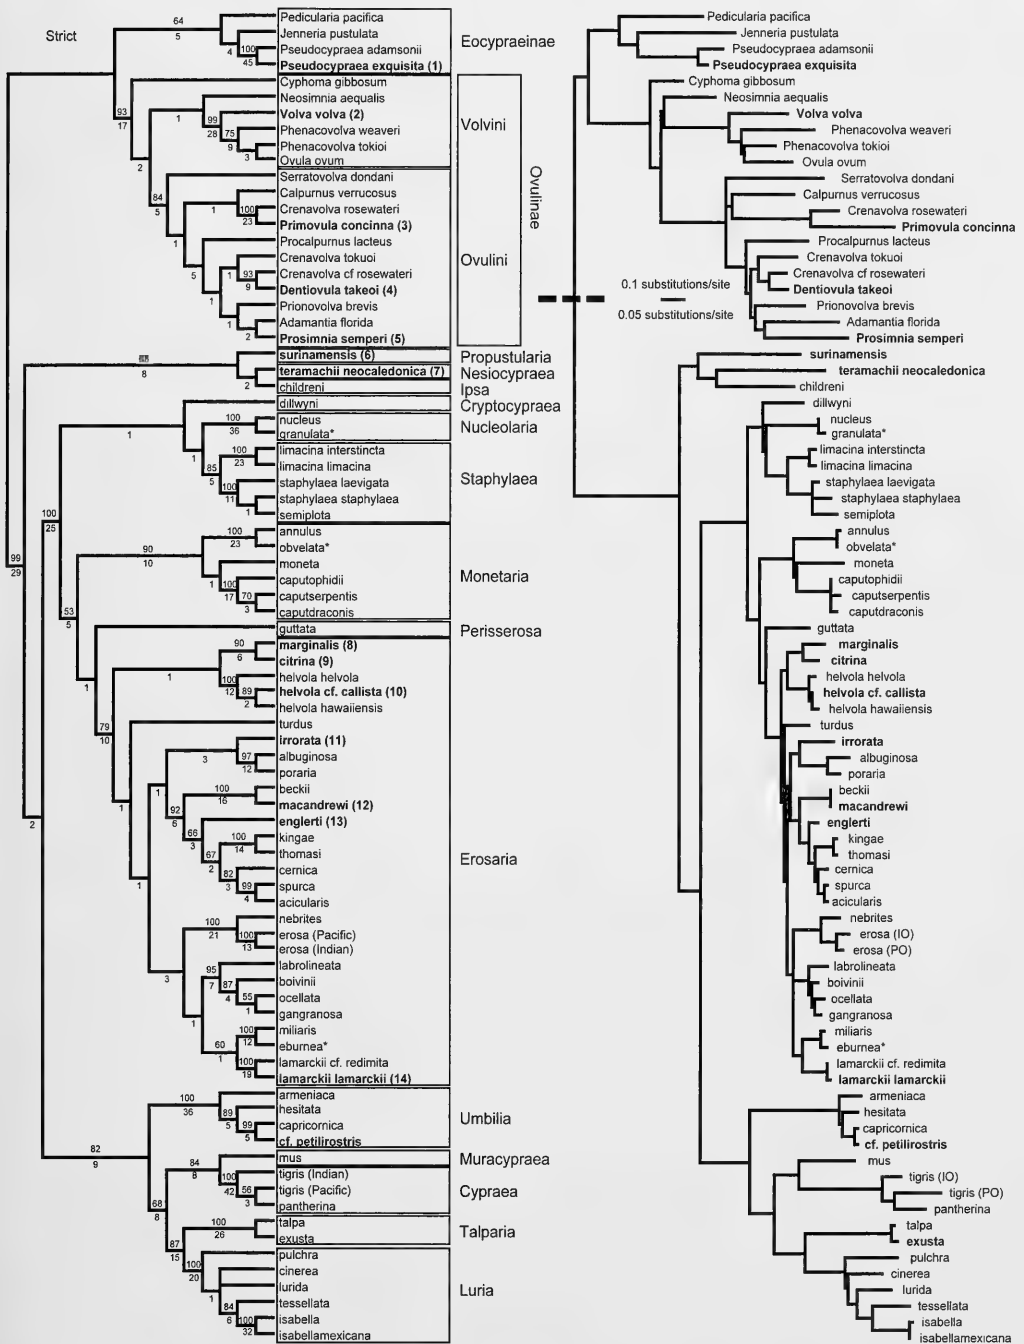 Strict
64
5
4
100
45
Pedicularia pacifica
Jenneria pustulata
Pseudocypraea adamsonii
Pseudocypraea exquisita (1)
Eocypraeinae
93
17
2
1
99
28
75
9
3
84
5
1
1
100
23
5
1
93
9
1
1
2
Cyphoma gibbosum
Neosimnia aequalis
Volva volva (2)
Phenacovolva weaveri
Phenacovolva tokioi
Ovula ovum
Volvini
Serratovolva dondani
Calpurnus verrucosus
Crenavolva rosewateri
Primovula concinna (3)
Procalpurnus lacteus
Crenavolva tokuoi
Crenavolva cf rosewateri
Dentiovula takeoi (4)
Prionovolva brevis
Adamantia florida
Prosimnia semperi (5)
Ovulini
Ovulinae
8
2
surinamensis (6)
teramachii neocaledonica (7)
childreni
Propustularia
Nesiocypraea
Ipsa
99
29
2
100
25
1
1
100
36
85
5
100
23
100
11
1
dillwyni
Cryptocypraea
nucleus
granulata*
Nucleolaria
limacina interstincta
limacina limacina
staphylaea laevigata
staphylaea staphylaea
semiplota
Staphylaea
53
5
90
10
100
23
1
100
17
70
3
annulus
obvelata*
moneta
caputophidii
caputserpentis
caputdraconis
Monetaria
guttata
Perisserosa
1
79
10
1
90
6
100
12
89
2
1
1
1
3
97
12
92
6
100
16
66
3
67
2
100
14
82
3
99
4
3
100
21
100
13
1
95
7
87
4
55
1
60
1
100
12
100
19
marginalis (8)
citrina (9)
helvola helvola
helvola cf. callista (10)
helvola hawaiiensis
turdus
irrorata (11)
albuginosa
poraria
beckii
macandrewi (12)
englerti (13)
kingae
thomasi
cernica
spurca
acicularis
nebrites
erosa (Pacific)
erosa (Indian)
labrolineata
boivinii
ocellata
gangranosa
miliaris
eburnea*
lamarckii cf. redimita
lamarckii lamarckii (14)
Erosaria
82
9
100
36
89
5
99
5
armeniaca
hesitata
capricornica
cf. petilirostris
Umbilia
68
8
84
8
100
42
56
3
mus
Muracypraea
tigris (Indian)
tigris (Pacific)
pantherina
Cypraea
87
15
100
26
talpa
exusta
Talparia
100
20
1
84
6
100
32
pulchra
cinerea
lurida
tessellata
isabella
isabellamexicana
Luria
Pedicularia pacifica
Jenneria pustulata
Pseudocypraea adamsonii
Pseudocypraea exquisita
Cyphoma gibbosum
Neosimnia aequalis
Volva volva
Phenacovolva weaveri
Phenacovolva tokioi
Ovula ovum
Serratovolva dondani
Calpurnus verrucosus
Crenavolva rosewateri
Primovula concinna
Procalpurnus lacteus
Crenavolva tokuoi
Crenavolva cf rosewateri
Dentiovula takeoi
Prionovolva brevis
Adamantia florida
Prosimnia semperi
0.1 substitutions/site
0.05 substitutions/site
surinamensis
teramachii neocaledonica
childreni
dillwyni
nucleus
granulata*
limacina interstincta
limacina limacina
staphylaea laevigata
staphylaea staphylaea
semiplota
annulus
obvelata*
moneta
caputophidii
caputserpentis
caputdraconis
guttata
marginalis
citrina
helvola helvola
helvola cf. callista
helvola hawaiiensis
turdus
irrorata
albuginosa
poraria
beckii
macandrewi
englerti
kingae
thomasi
cernica
spurca
acicularis
nebrites
erosa (IO)
erosa (PO)
labrolineata
boivinii
ocellata
gangranosa
miliaris
eburnea*
lamarckii cf. redimita
lamarckii lamarckii
armeniaca
hesitata
capricornica
cf. petilirostris
mus
tigris (IO)
tigris (PO)
pantherina
talpa
exusta
pulchra
cinerea
lurida
tessellata
isabella
isabellamexicana